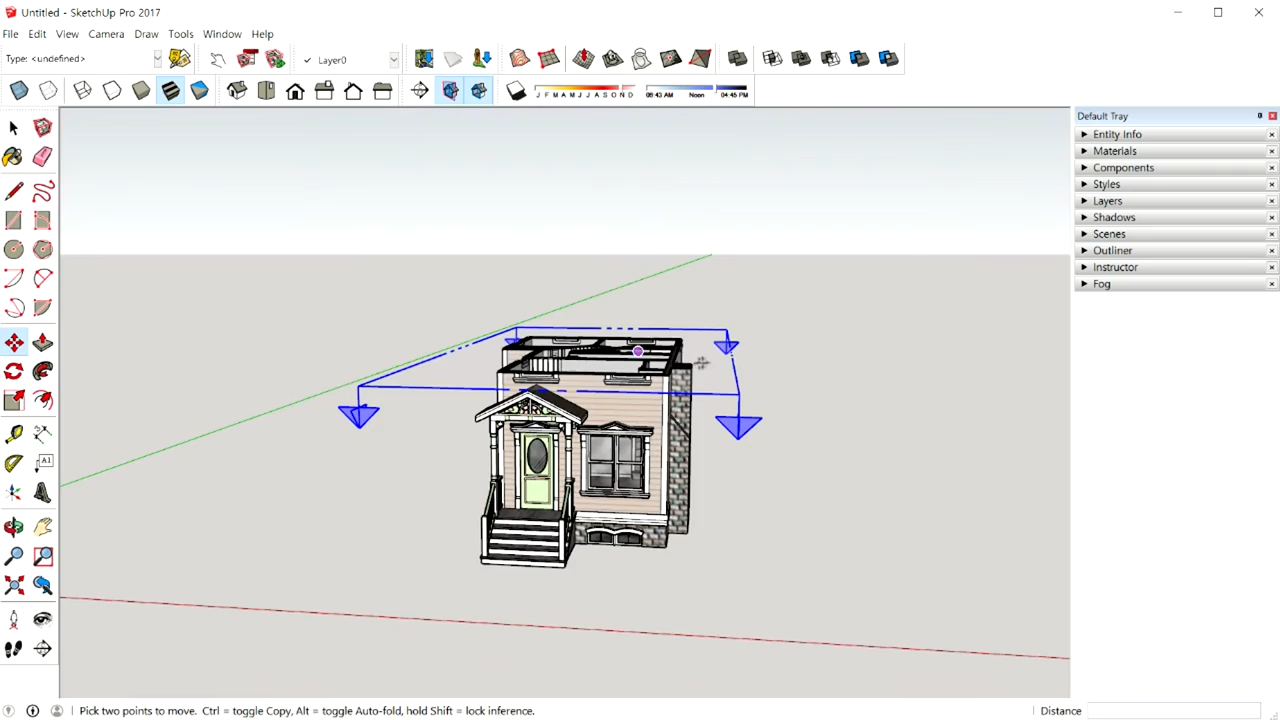 Untitled - SketchUp Pro 2017
File Edit View Camera Draw Tools Window Help
Type: <undefined>
Layer0
J F M A M J J A S O N D
08:43 AM Noon 04:45 PM
Default Tray
Entity Info
Materials
Components
Styles
Layers
Shadows
Scenes
Outliner
Instructor
Fog
A1
Pick two points to move. Ctrl = toggle Copy, Alt = toggle Auto-fold, hold Shift = lock inference.
Distance